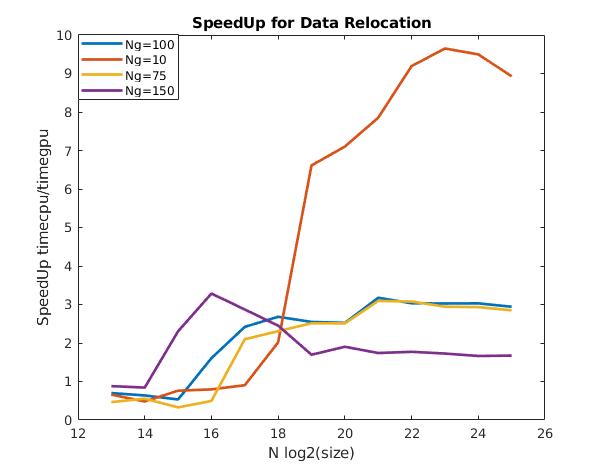 SpeedUp for Data Relocation
10
9
8
7
6
5
4
3
2
1
0
SpeedUp timecpu/timegpu
Ng=100
Ng=10
Ng=75
Ng=150
12 14 16 18 20 22 24 26
N log2(size)